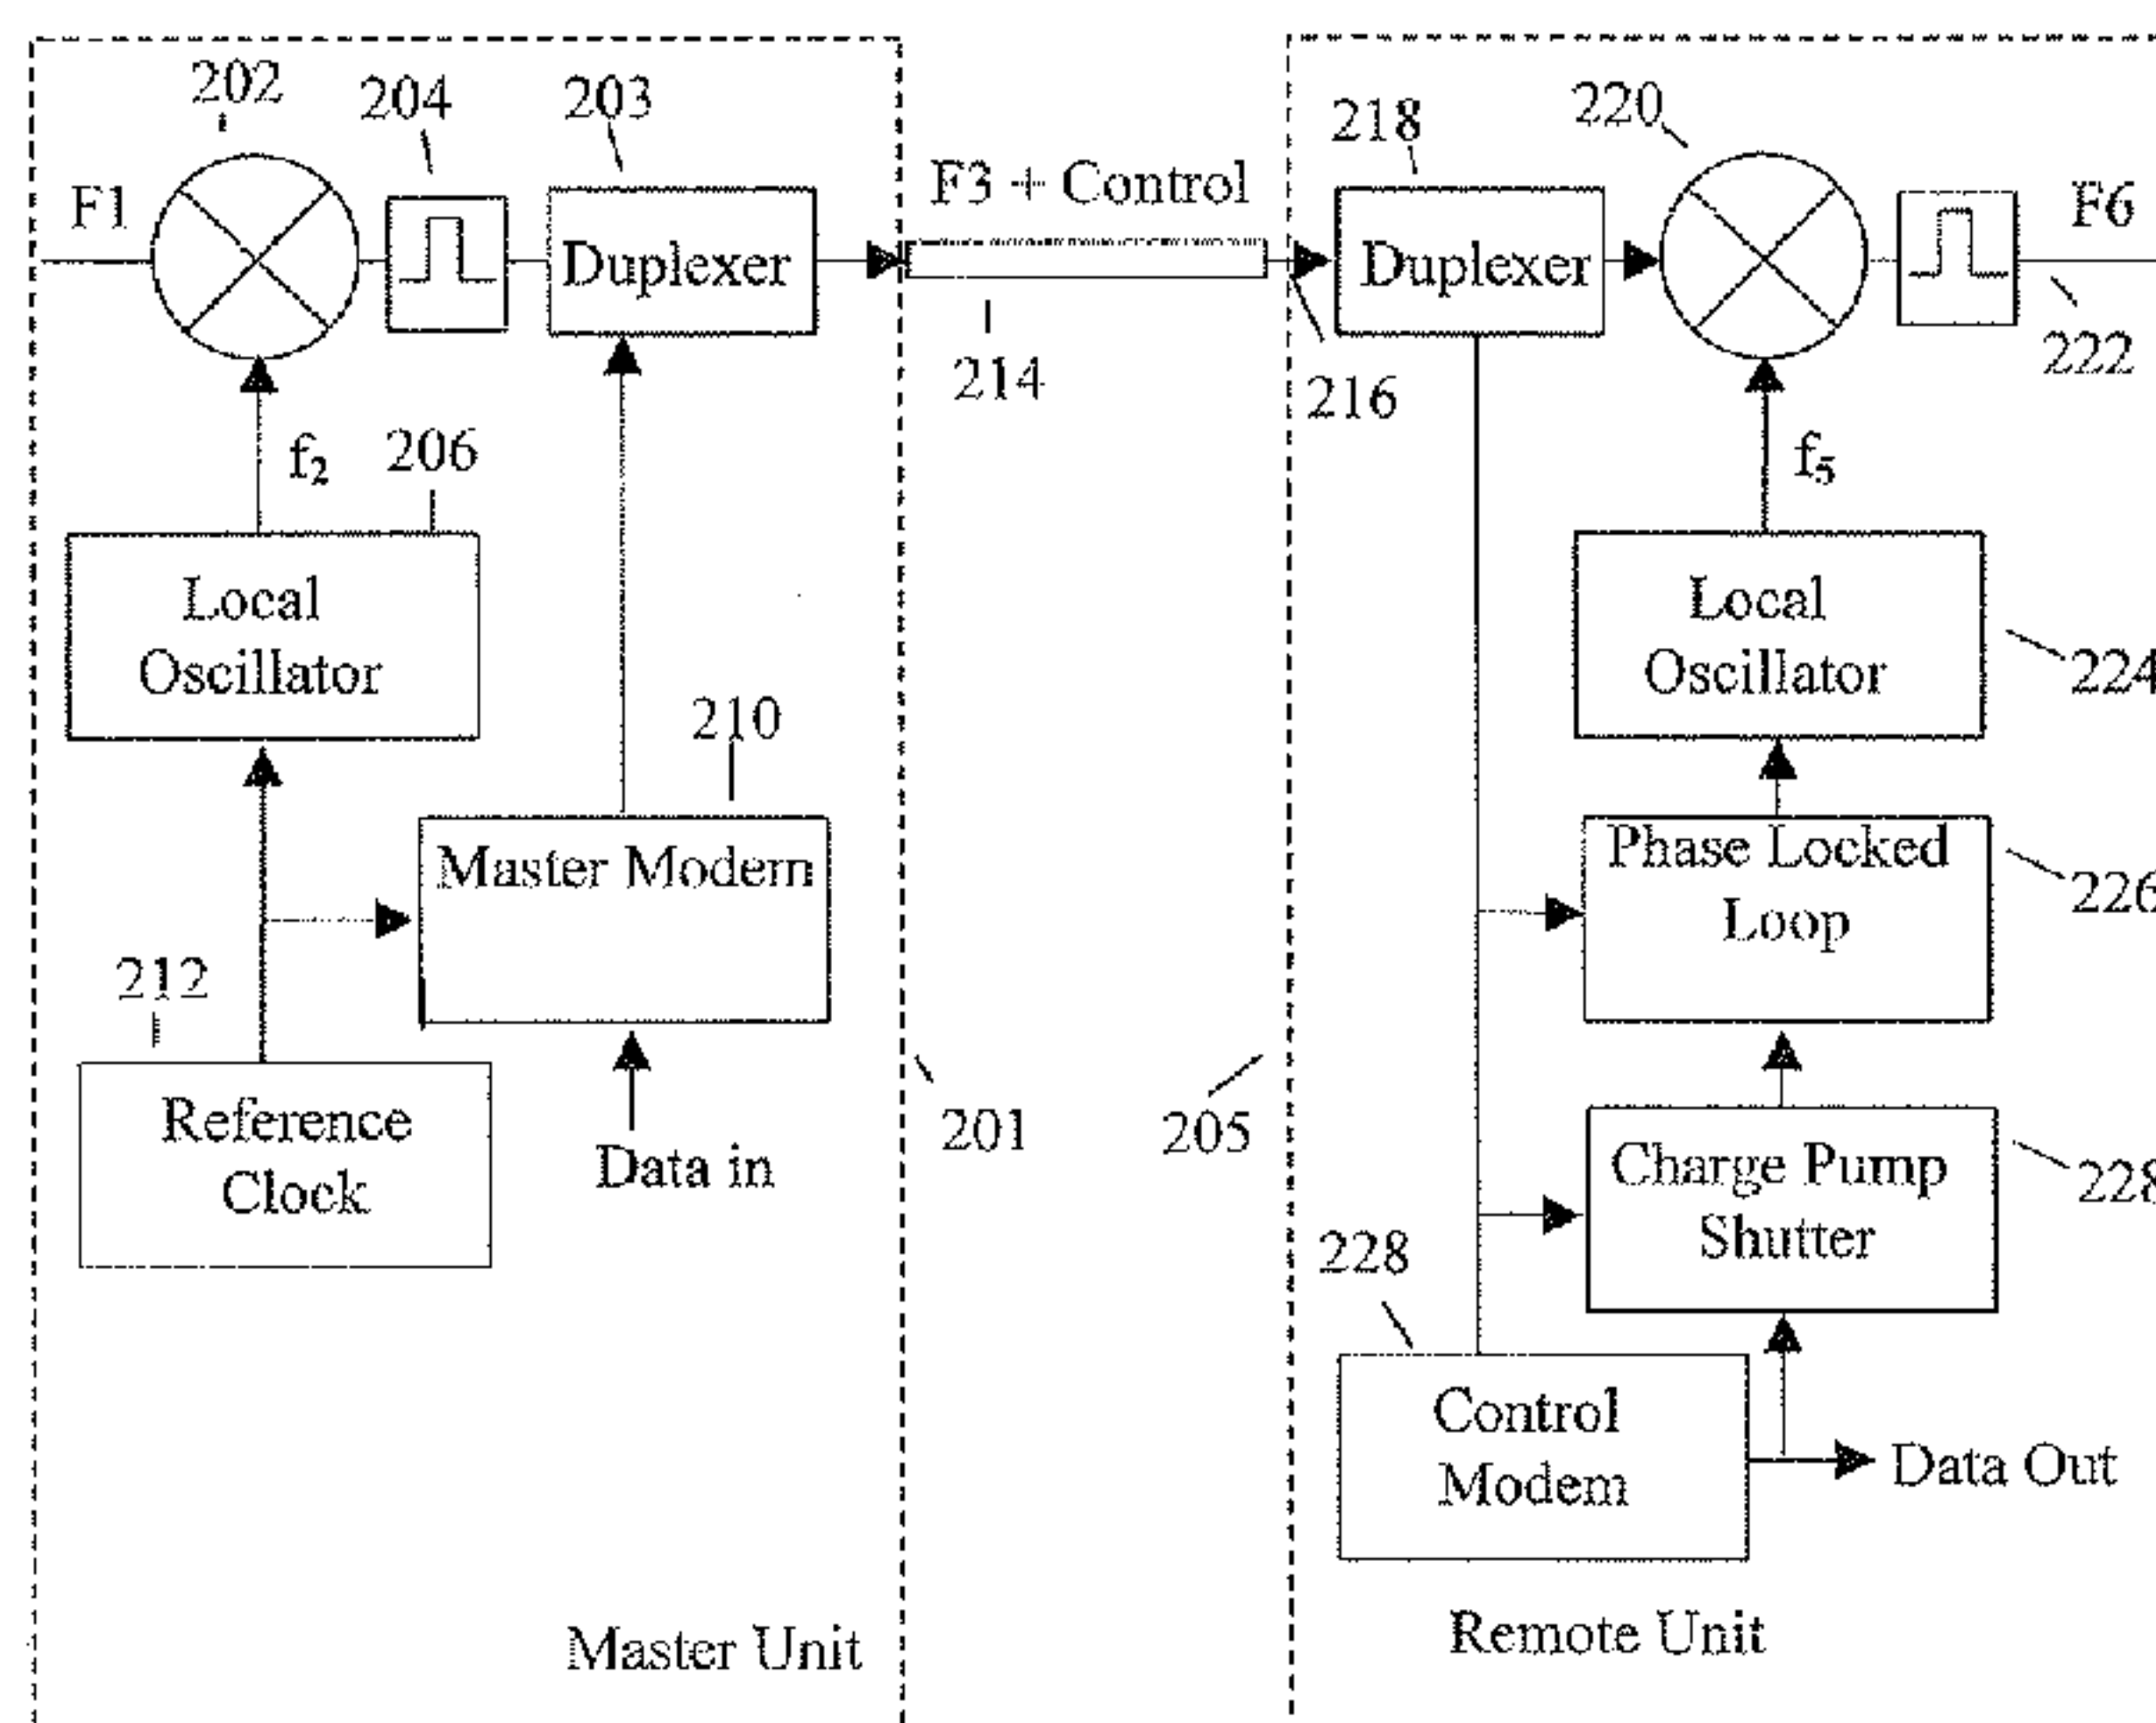 202
204
203
218
220
F1
F3 + Control
F6
Duplexer
Duplexer
214
216
222
f2
206
f5
Local
Oscillator
Local
Oscillator
224
210
Master Modem
Phase Locked
Loop
226
212
Reference
Clock
Data in
201
205
Charge Pump
Shutter
228
228
Control
Modem
Data Out
Master Unit
Remote Unit